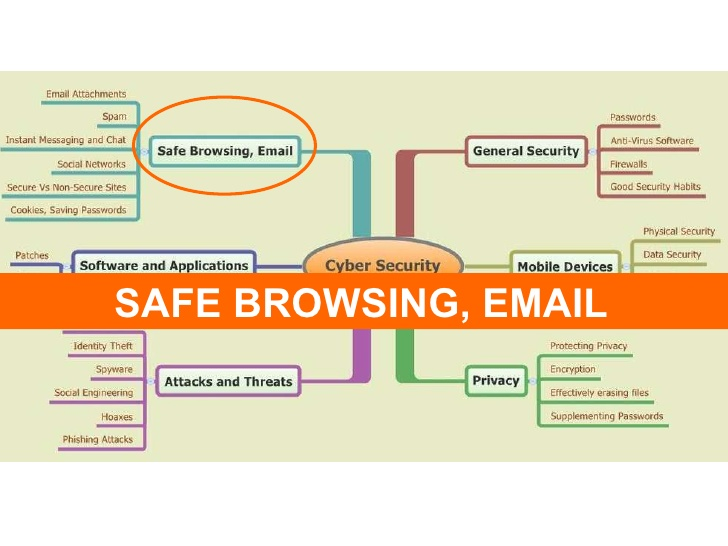 Email Attachments
Spam
Instant Messaging and Chat
Social Networks
Secure Vs Non-Secure Sites
Cookies, Saving Passwords
Safe Browsing, Email
General Security
Passwords
Anti-Virus Software
Firewalls
Good Security Habits
Patches
Software and Applications
Cyber Security
Mobile Devices
Physical Security
Data Security
SAFE BROWSING, EMAIL
Identity Theft
Spyware
Social Engineering
Hoaxes
Phishing Attacks
Attacks and Threats
Privacy
Protecting Privacy
Encryption
Effectively erasing files
Supplementing Passwords